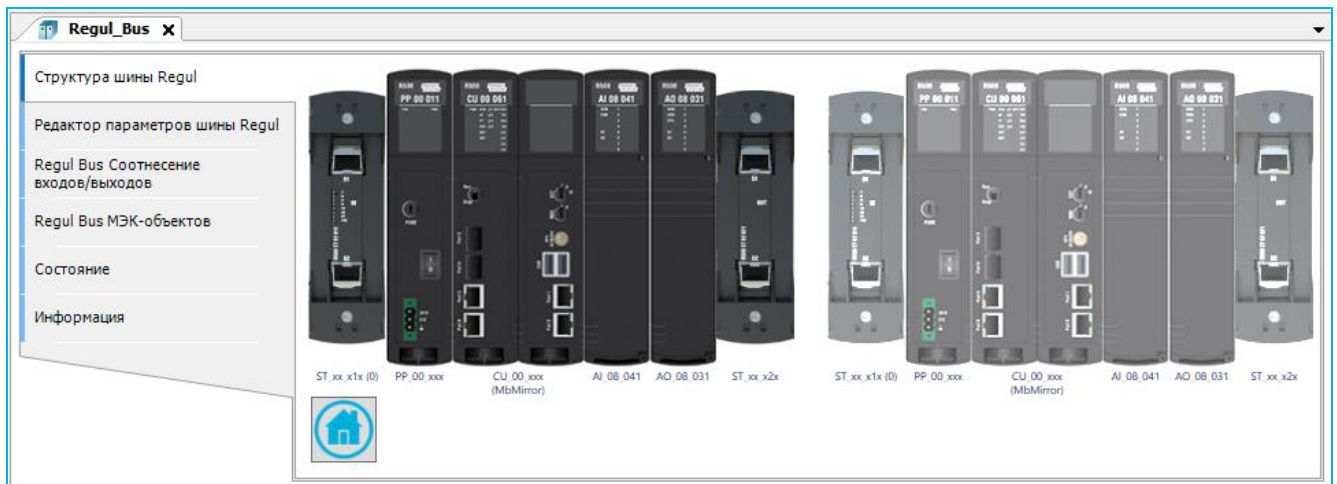 Regul_Bus
Структура шины Regul
Редактор параметров шины Regul
Regul Bus Соотнесение
входов/выходов
Regul Bus МЭК-объектов
Состояние
Информация
PP 00 011
CU 00 061
AI 08 041
AO 08 031
PP 00 011
CU 00 061
AI 08 041
AO 08 031
ST_xx_x1x (0)
PP_00_xxx
CU_00_xxx
(MbMirror)
AI_08_041
AO_08_031
ST_xx_x2x
ST_xx_x1x (0)
PP_00_xxx
CU_00_xxx
(MbMirror)
AI_08_041
AO_08_031
ST_xx_x2x